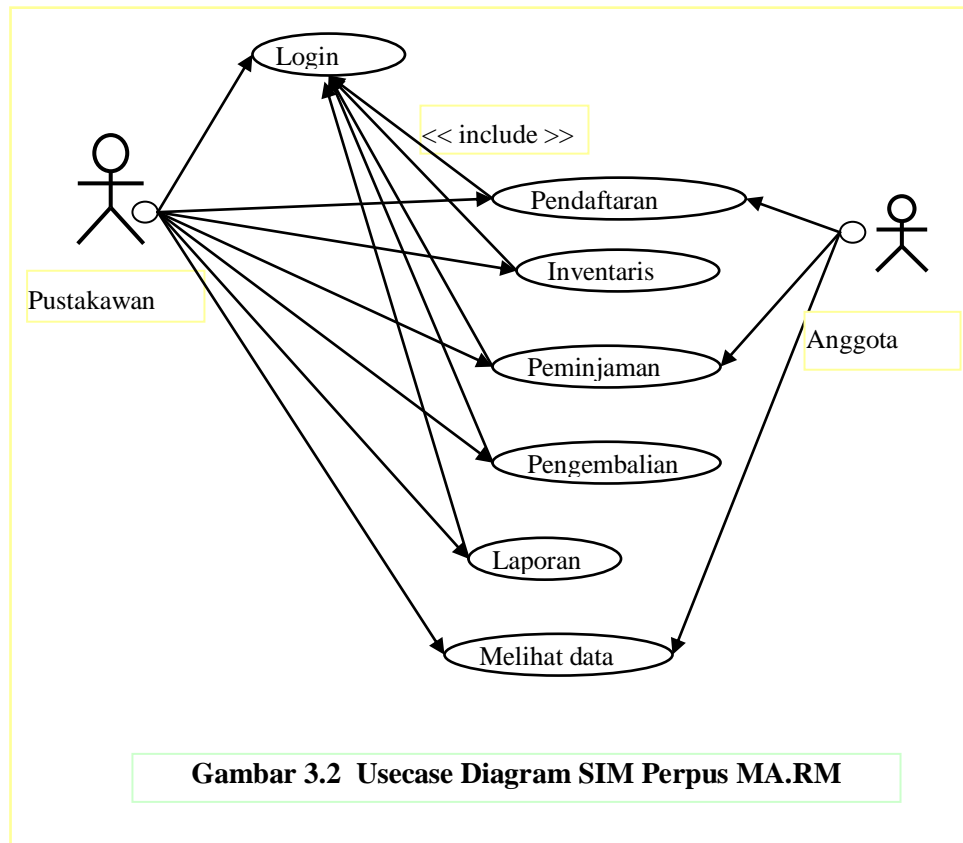 Login
<< include >>
Pendaftaran
Inventaris
Pustakawan
Anggota
Peminjaman
Pengembalian
Laporan
Melihat data
Gambar 3.2 Usecase Diagram SIM Perpus MA.RM